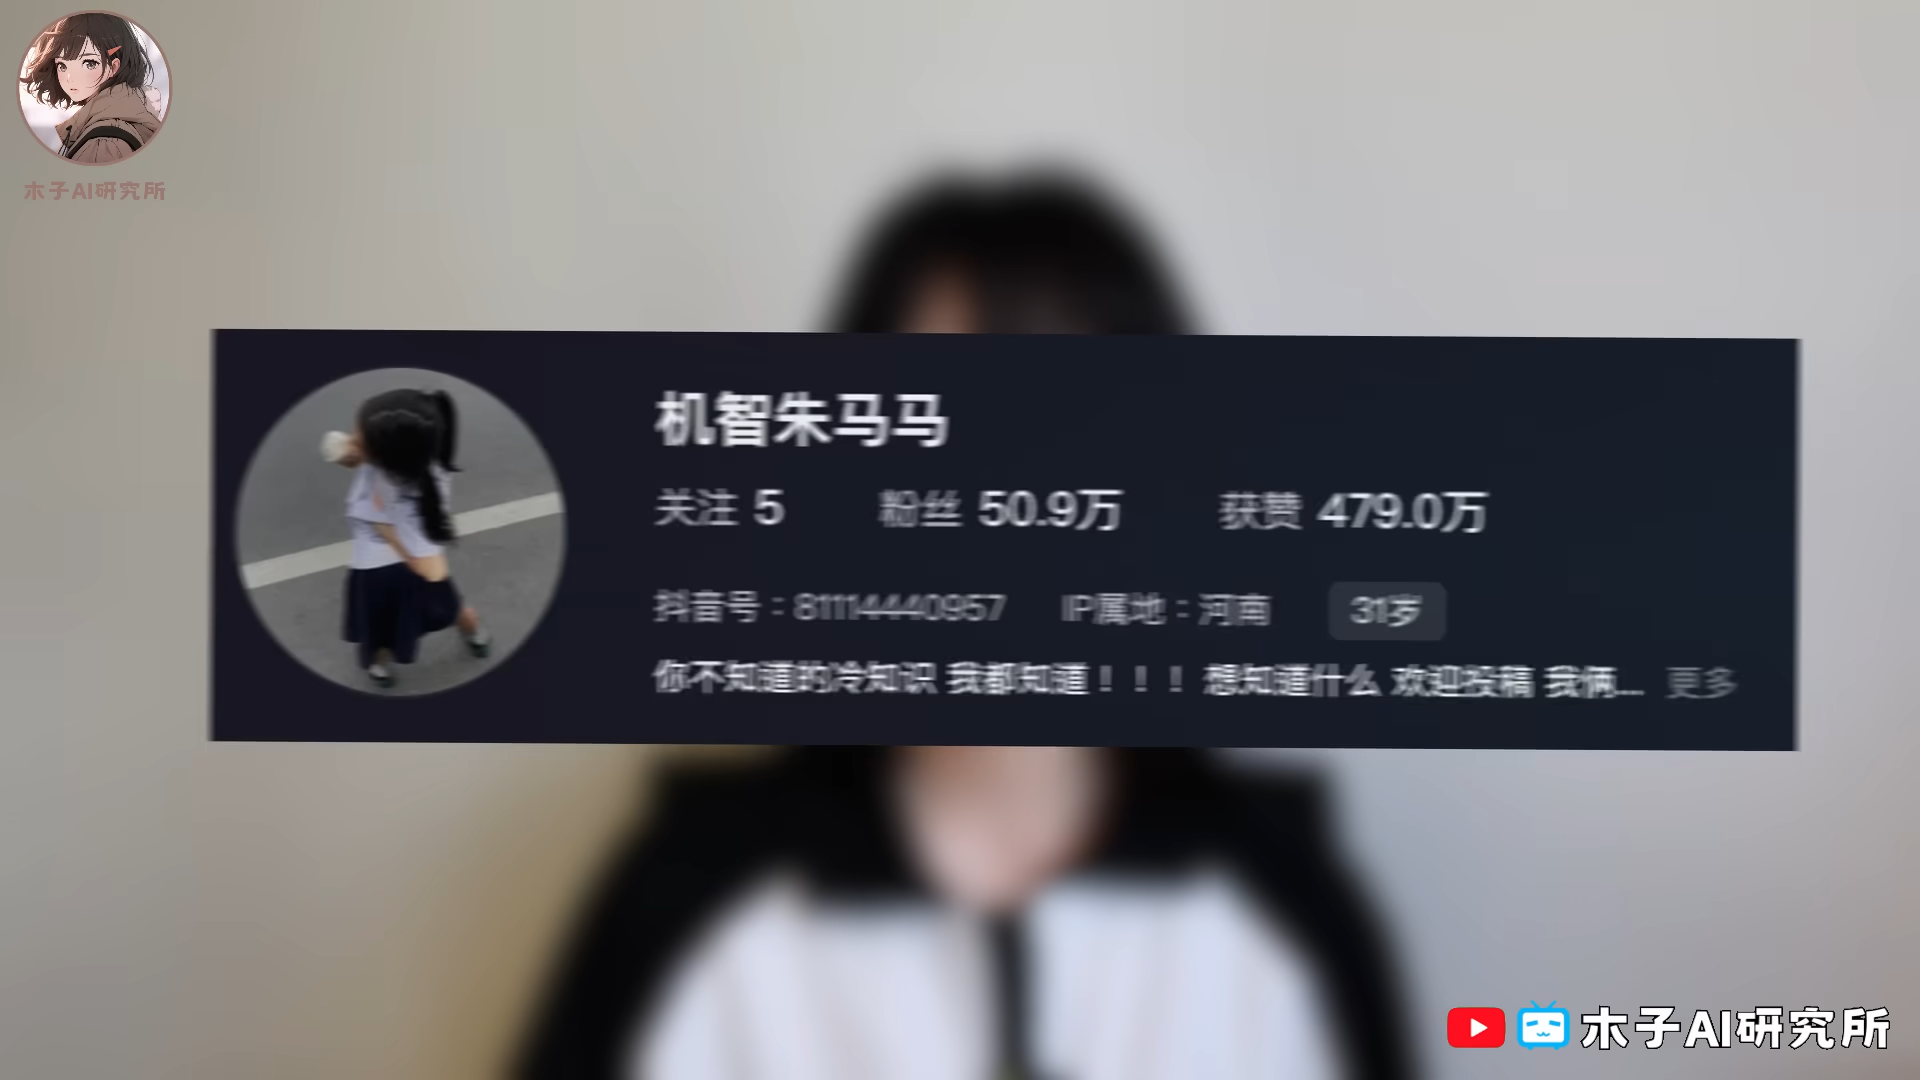 木子AI研究所
机智朱马马
关注 5 粉丝 50.9万 获赞 479.0万
抖音号：81114440957 IP属地：河南 31岁
你不知道的冷知识 我都知道！！！ 想知道什么 欢迎投稿 我俩... 更多
木子AI研究所